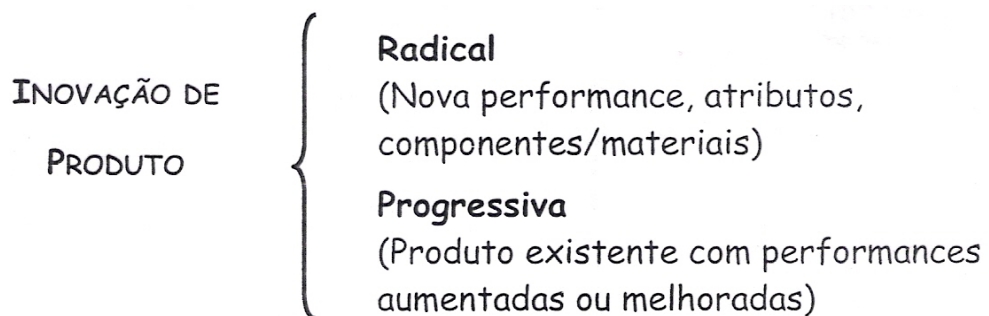 INOVAÇÃO DE
PRODUTO
Radical
(Nova performance, atributos,
componentes/materiais)
Progressiva
(Produto existente com performances
aumentadas ou melhoradas)